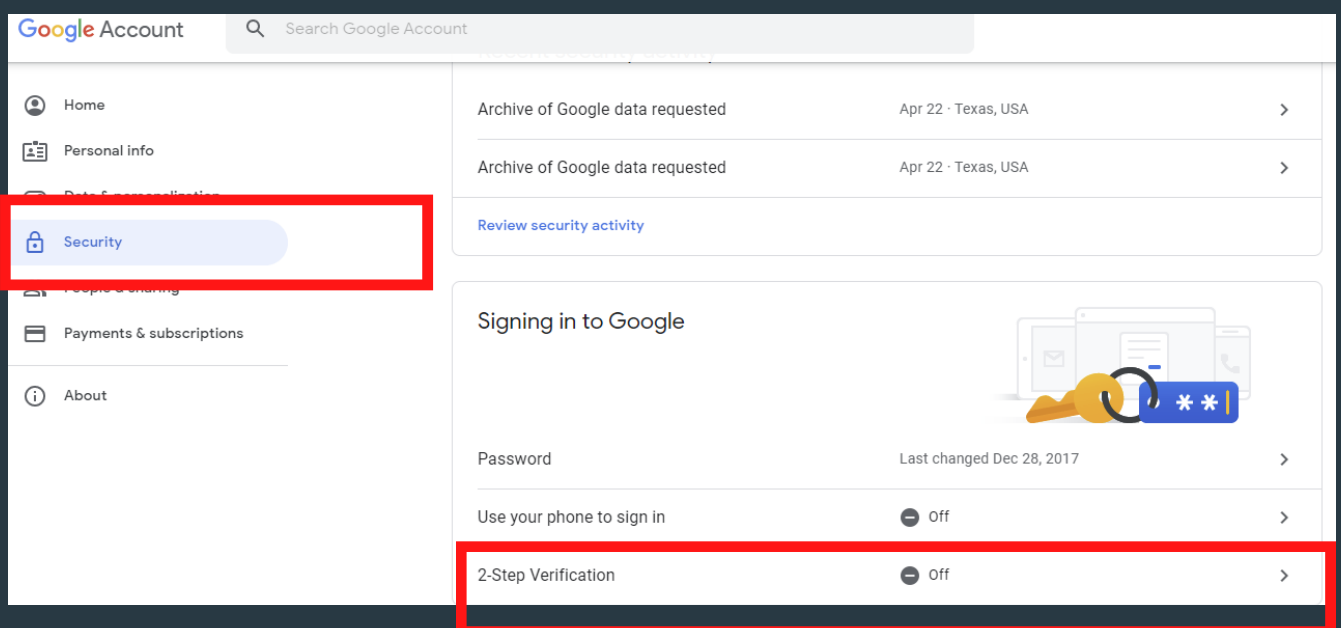 Google Account
Search Google Account
Home
Personal info
Security
Payments & subscriptions
About
Archive of Google data requested Apr 22 · Texas, USA
Archive of Google data requested Apr 22 · Texas, USA
Review security activity
Signing in to Google
**
Password Last changed Dec 28, 2017
Use your phone to sign in Off
2-Step Verification Off